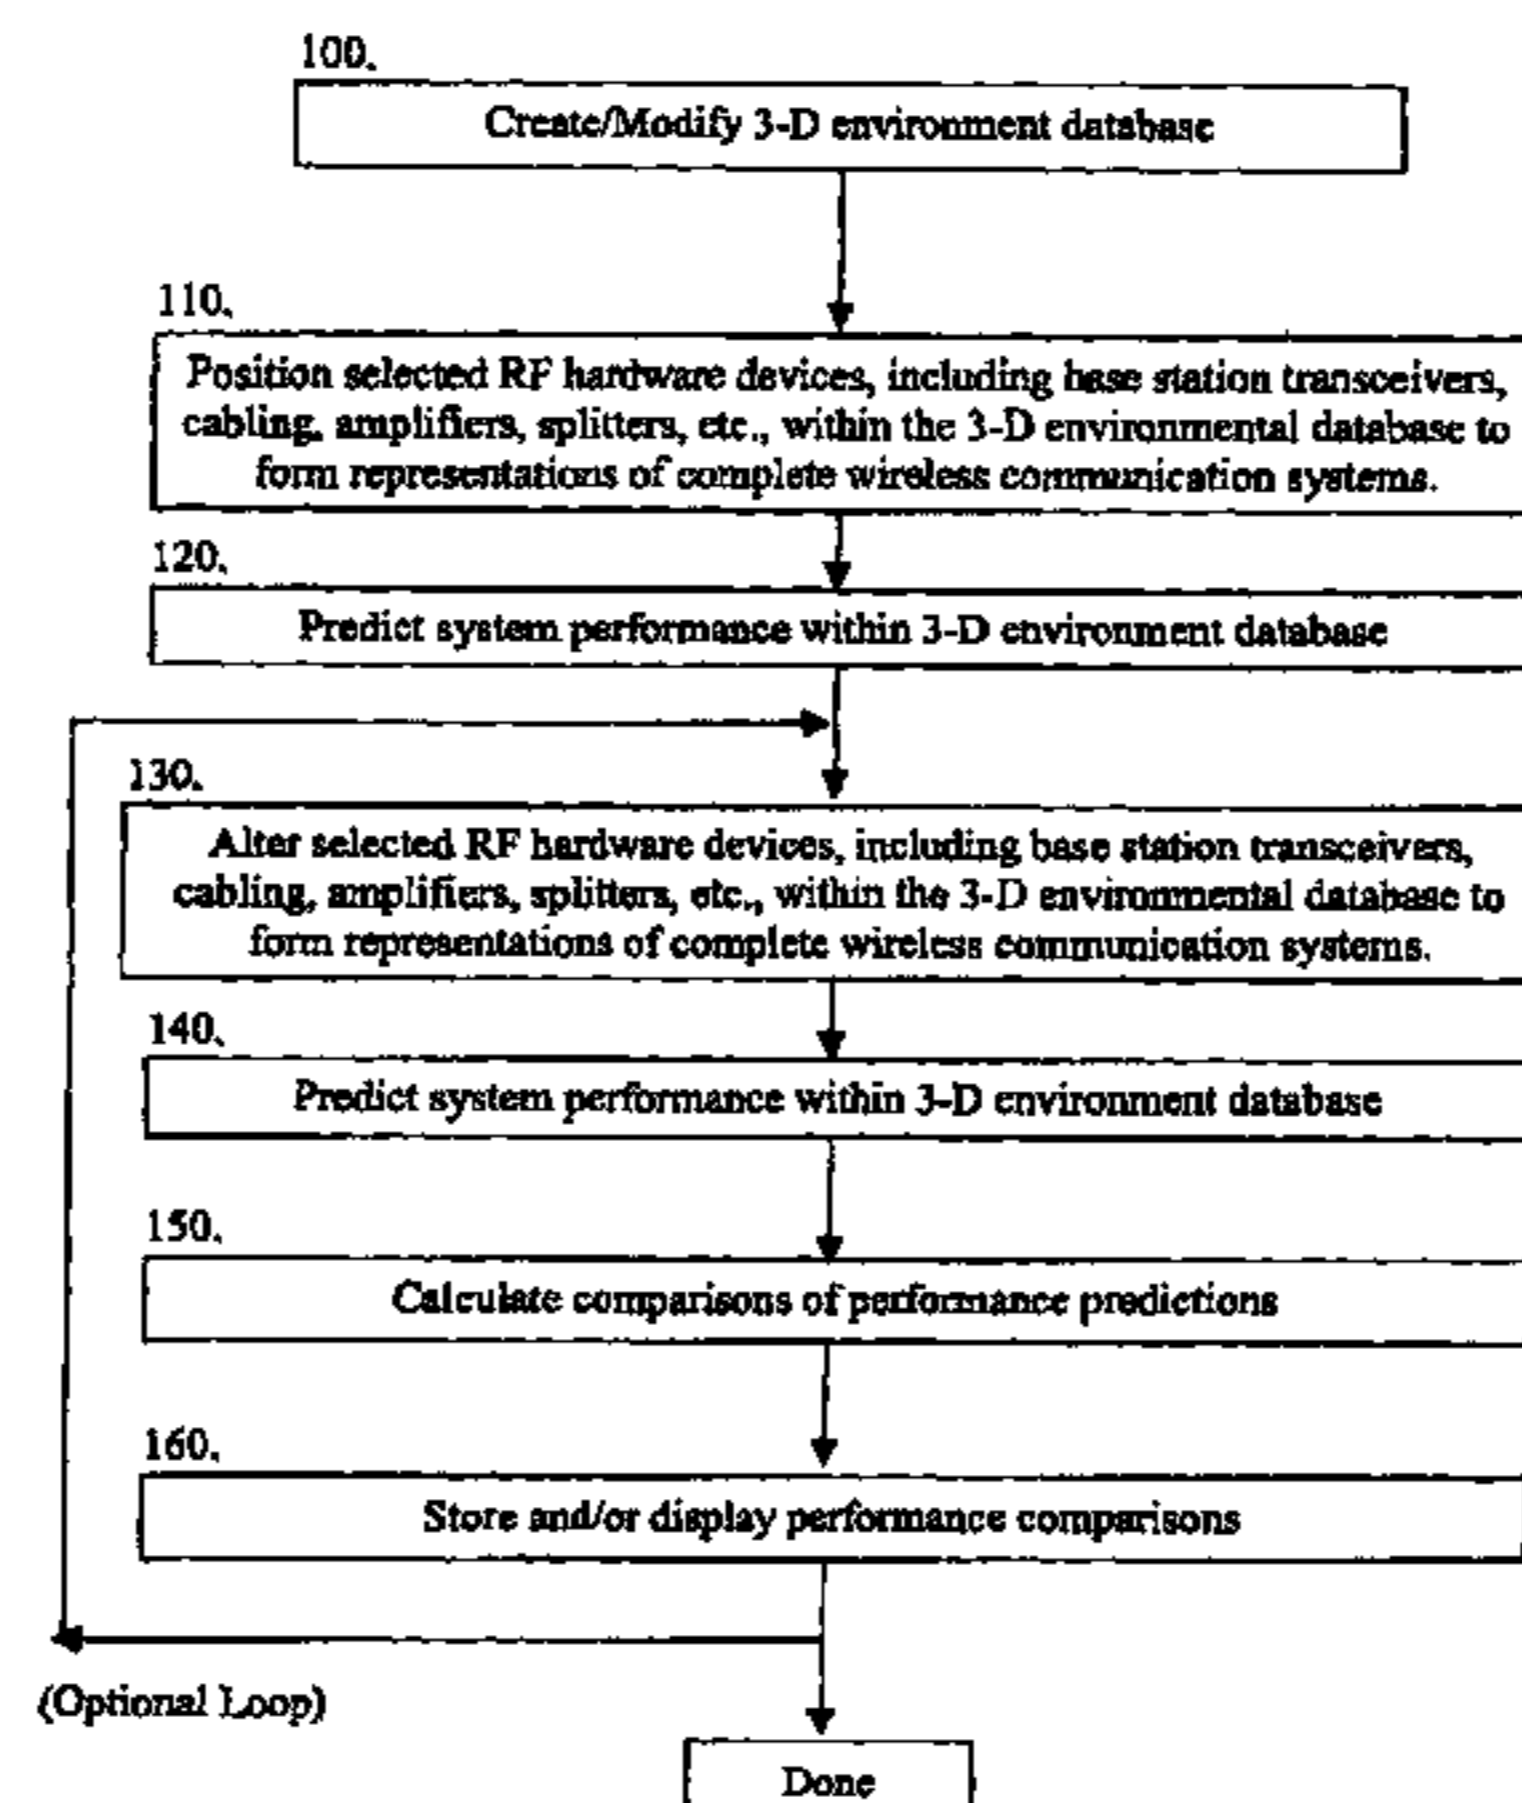 100.
Create/Modify 3-D environment database
110.
Position selected RF hardware devices, including base station transceivers,
cabling, amplifiers, splitters, etc., within the 3-D environmental database to
form representations of complete wireless communication systems.
120.
Predict system performance within 3-D environment database
130.
Alter selected RF hardware devices, including base station transceivers,
cabling, amplifiers, splitters, etc., within the 3-D environmental database to
form representations of complete wireless communication systems.
140.
Predict system performance within 3-D environment database
150.
Calculate comparisons of performance predictions
160.
Store and/or display performance comparisons
(Optional Loop)
Done